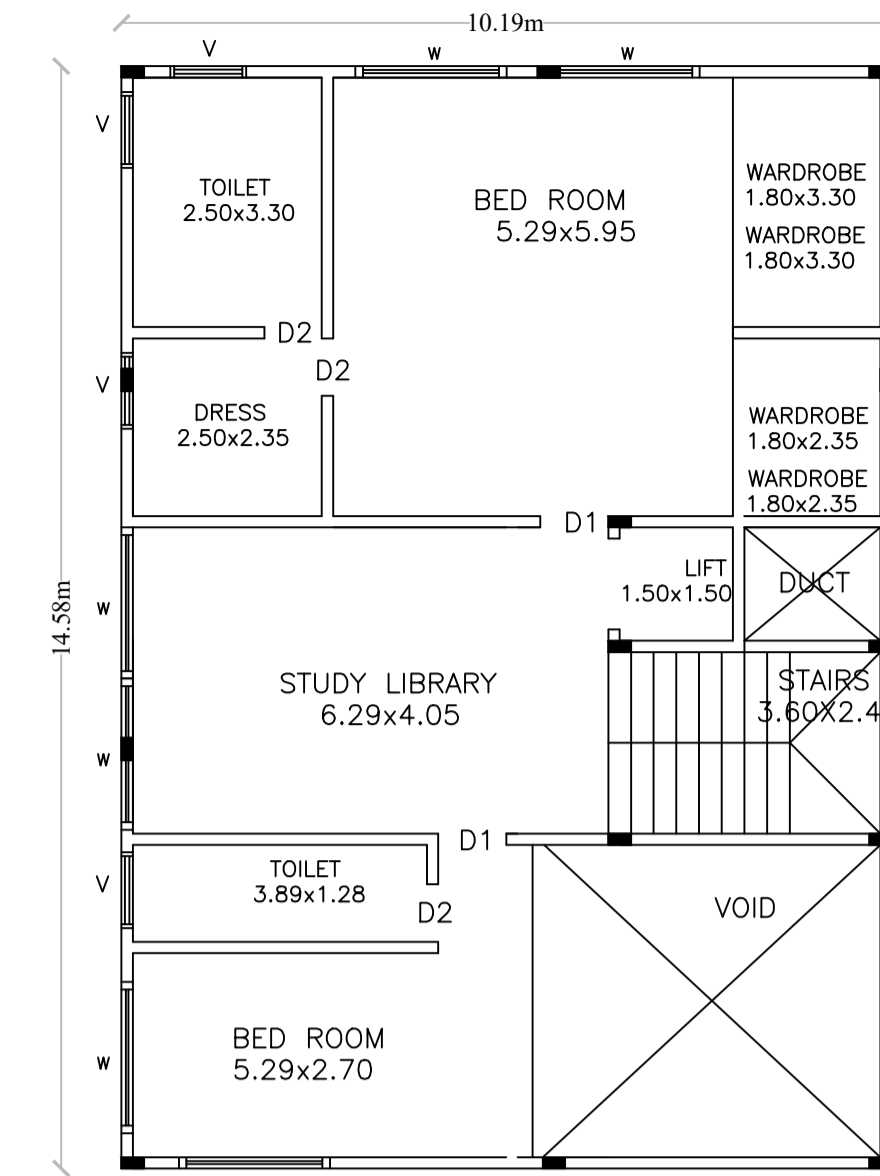 10.19m
V
w
w
V
TOILET
2.50x3.30
BED ROOM
5.29x5.95
WARDROBE
1.80x3.30
WARDROBE
1.80x3.30
D2
D2
V
DRESS
2.50x2.35
WARDROBE
1.80x2.35
WARDROBE
1.80x2.35
D1
LIFT
1.50x1.50
DUCT
w
14.58m
STUDY LIBRARY
6.29x4.05
STAIRS
3.60X2.4
w
D1
TOILET
3.89x1.28
V
D2
VOID
BED ROOM
5.29x2.70
w